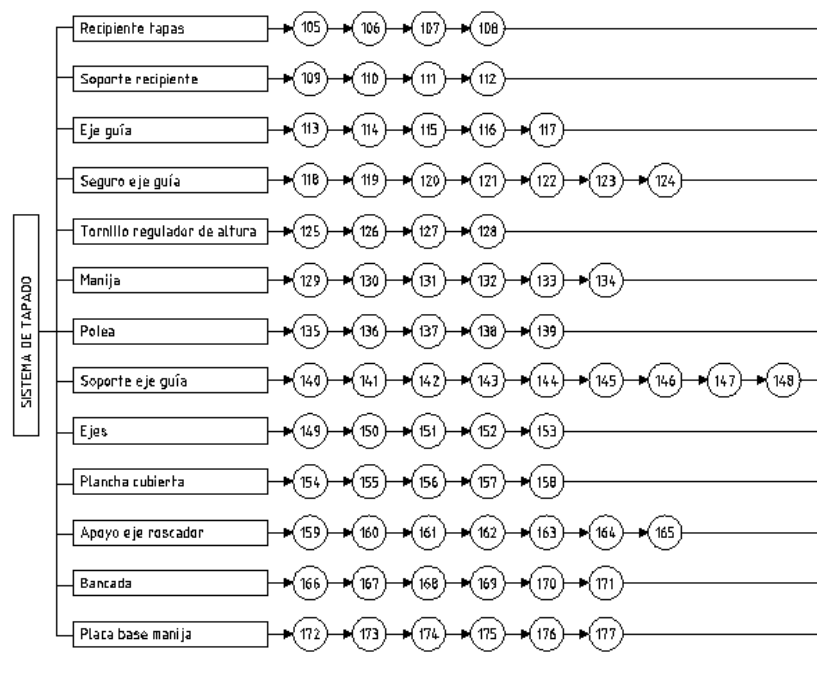 Recipiente tapas 105 106 107 108
Soporte recipiente 109 110 111 112
Eje guía 113 114 115 116 117
Seguro eje guía 118 119 120 121 122 123 124
Tornillo regulador de altura 125 126 127 128
Manija 129 130 131 132 133 134
SISTEMA DE TAPADO
Polea 135 136 137 138 139
Soporte eje guía 140 141 142 143 144 145 146 147 148
Ejes 149 150 151 152 153
Plancha cubierta 154 155 156 157 158
Apoyo eje roscador 159 160 161 162 163 164 165
Bancada 166 167 168 169 170 171
Placa base manija 172 173 174 175 176 177